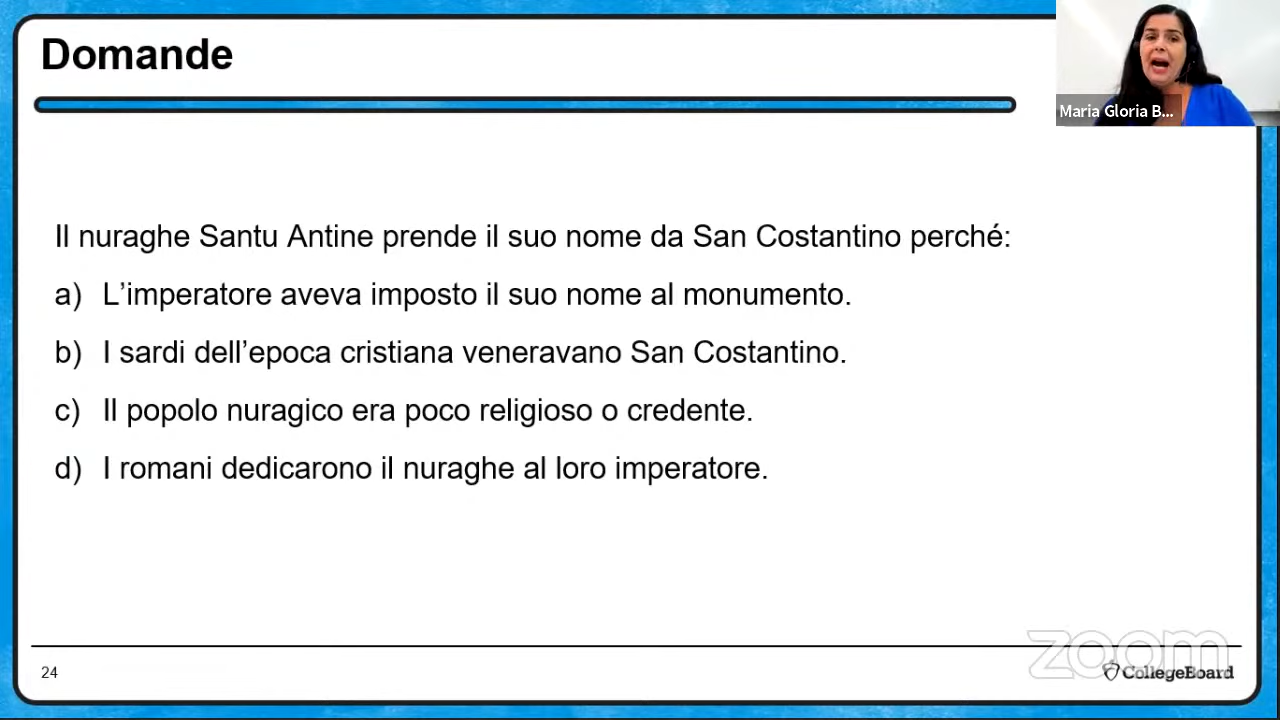 Domande
Maria Gloria B...
Il nuraghe Santu Antine prende il suo nome da San Costantino perché:
a) L’imperatore aveva imposto il suo nome al monumento.
b) I sardi dell’epoca cristiana veneravano San Costantino.
c) Il popolo nuragico era poco religioso o credente.
d) I romani dedicarono il nuraghe al loro imperatore.
zoom
24
CollegeBoard